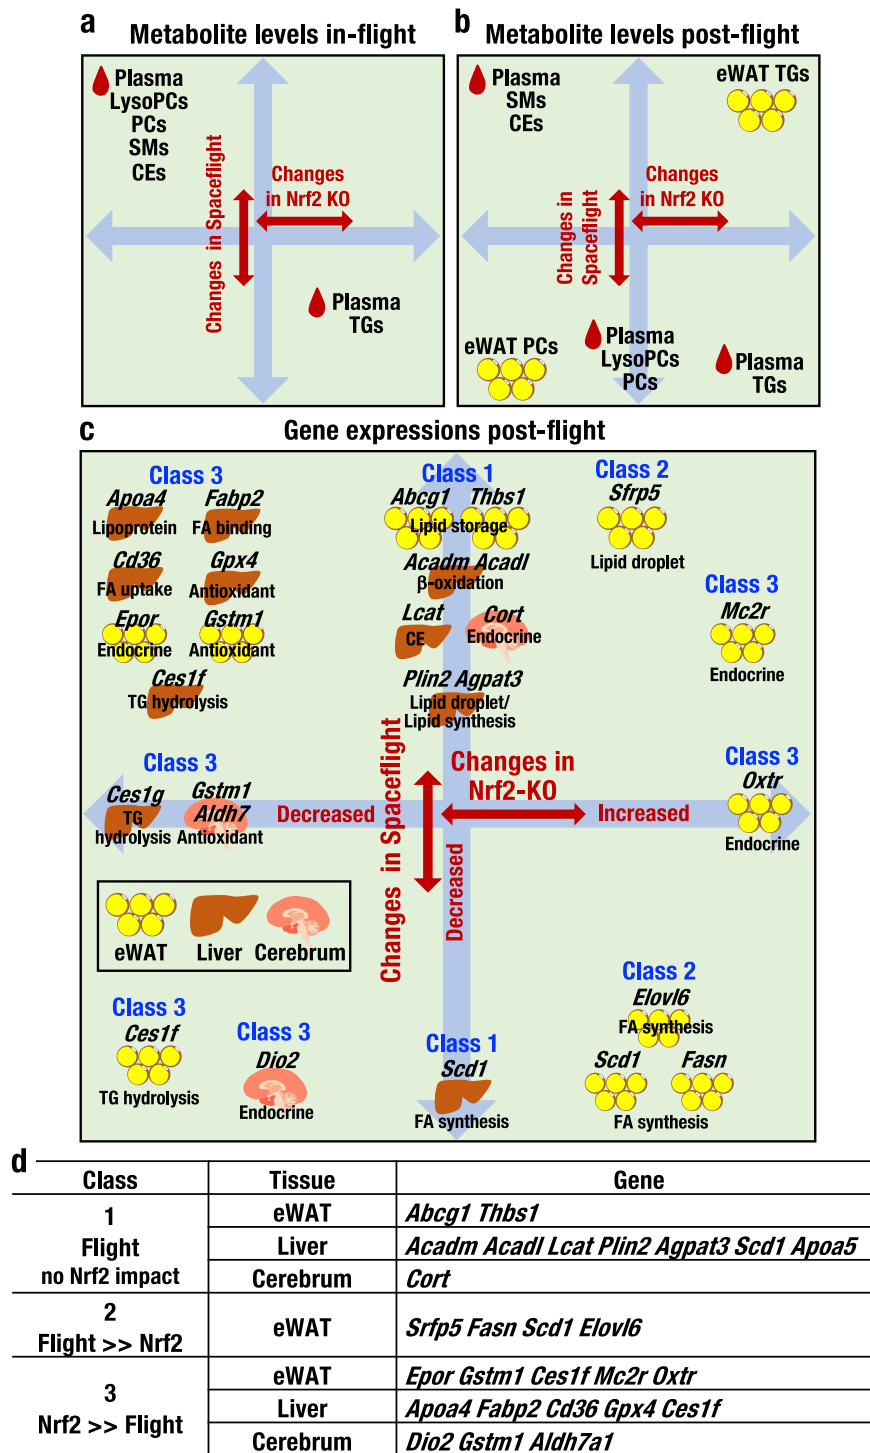 a
Metabolite levels in-flight
Plasma
LysoPCs
PCs
SMs
CEs
Changes in Spaceflight
Changes
in Nrf2 KO
Plasma
TGs
b
Metabolite levels post-flight
Plasma
SMs
CEs
eWAT TGs
Changes in
Spaceflight
Changes
in Nrf2 KO
eWAT PCs
Plasma
LysoPCs
PCs
Plasma
TGs
c
Gene expressions post-flight
Class 3
Apoa4 Fabp2
Lipoprotein FA binding
Cd36 Gpx4
FA uptake Antioxidant
Epor Gstm1
Endocrine Antioxidant
Ces1f
TG hydrolysis
Class 1
Abcg1 Thbs1
Lipid storage
Acadm Acadl
β-oxidation
Lcat Cort
CE Endocrine
Plin2 Agpat3
Lipid droplet/
Lipid synthesis
Class 2
Sfrp5
Lipid droplet
Class 3
Mc2r
Endocrine
Class 3
Ces1g Gstm1
Aldh7
TG
hydrolysis Antioxidant
Decreased
Changes in Spaceflight
Changes in
Nrf2-KO
Increased
Decreased
Class 3
Oxtr
Endocrine
eWAT Liver Cerebrum
Class 3
Ces1f
TG hydrolysis
Class 3
Dio2
Endocrine
Class 1
Scd1
FA synthesis
Class 2
Elovl6
FA synthesis
Scd1 Fasn
FA synthesis
d
Class Tissue Gene
1
Flight
no Nrf2 impact
eWAT Abcg1 Thbs1
Liver Acadm Acadl Lcat Plin2 Agpat3 Scd1 Apoa5
Cerebrum Cort
2
Flight >> Nrf2
eWAT Srfp5 Fasn Scd1 Elovl6
3
Nrf2 >> Flight
eWAT Epor Gstm1 Ces1f Mc2r Oxtr
Liver Apoa4 Fabp2 Cd36 Gpx4 Ces1f
Cerebrum Dio2 Gstm1 Aldh7a1